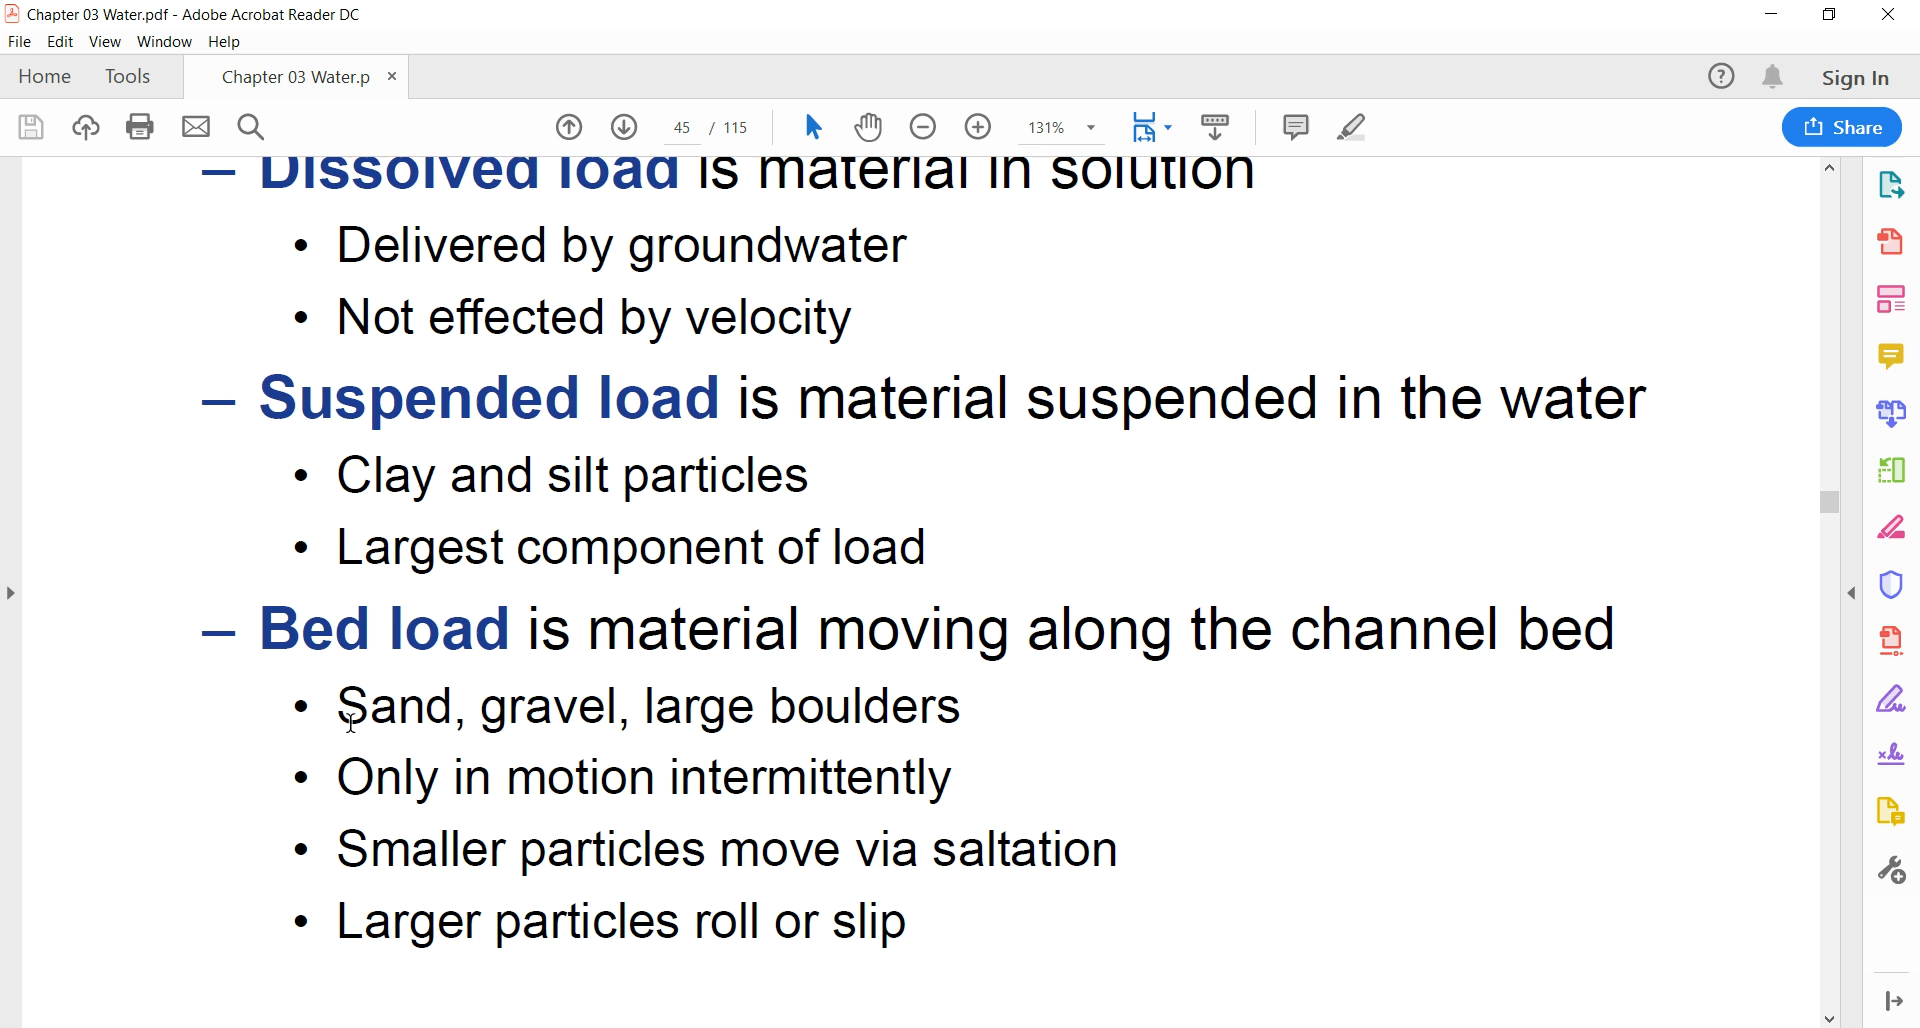 Chapter 03 Water.pdf - Adobe Acrobat Reader DC
File Edit View Window Help
Home Tools Chapter 03 Water.p × Sign In
45 / 115 131% Share
– Dissolved load is material in solution
• Delivered by groundwater
• Not effected by velocity
– Suspended load is material suspended in the water
• Clay and silt particles
• Largest component of load
– Bed load is material moving along the channel bed
• Sand, gravel, large boulders
• Only in motion intermittently
• Smaller particles move via saltation
• Larger particles roll or slip